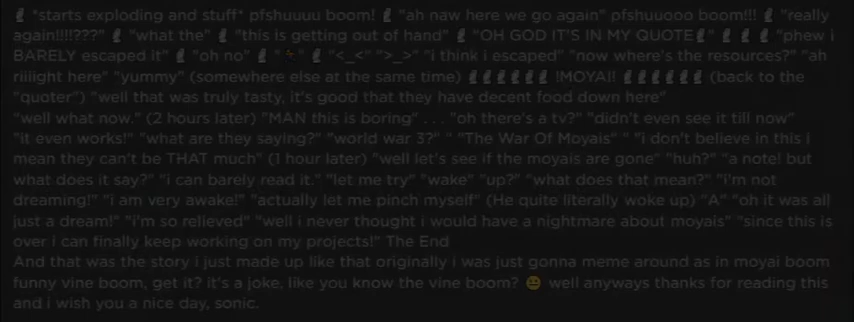 🗿 *starts exploding and stuff* pfshuuuu boom! 🗿 "ah naw here we go again" pfshuuooo boom!!! 🗿 "really
again!!!!???" 🗿 "what the" 🗿 "this is getting out of hand" 🗿 "OH GOD IT'S IN MY QUOTE🗿" 🗿 🗿 🗿 "phew i
BARELY escaped it" 🗿 "oh no" 🗿 " " 🗿 "<_<" ">_>" "i think i escaped" "now where's the resources?" "ah
riiiight here" "yummy" (somewhere else at the same time) 🗿🗿🗿🗿🗿🗿 !MOYAI! 🗿🗿🗿🗿🗿🗿 (back to the
"quoter") "well that was truly tasty, it's good that they have decent food down here"
"well what now." (2 hours later) "MAN this is boring" . . . "oh there's a tv?" "didn't even see it till now"
"it even works!" "what are they saying?" "world war 3?" " "The War Of Moyais" " "i don't believe in this i
mean they can't be THAT much" (1 hour later) "well let's see if the moyais are gone" "huh?" "a note! but
what does it say?" "i can barely read it." "let me try" "wake" "up?" "what does that mean?" "i'm not
dreaming!" "i am very awake!" "actually let me pinch myself" (He quite literally woke up) "A" "oh it was all
just a dream!" "i'm so relieved" "well i never thought i would have a nightmare about moyais" "since this is
over i can finally keep working on my projects!" The End
And that was the story i just made up like that originally i was just gonna meme around as in moyai boom
funny vine boom, get it? it's a joke, like you know the vine boom? 😐 well anyways thanks for reading this
and i wish you a nice day, sonic.